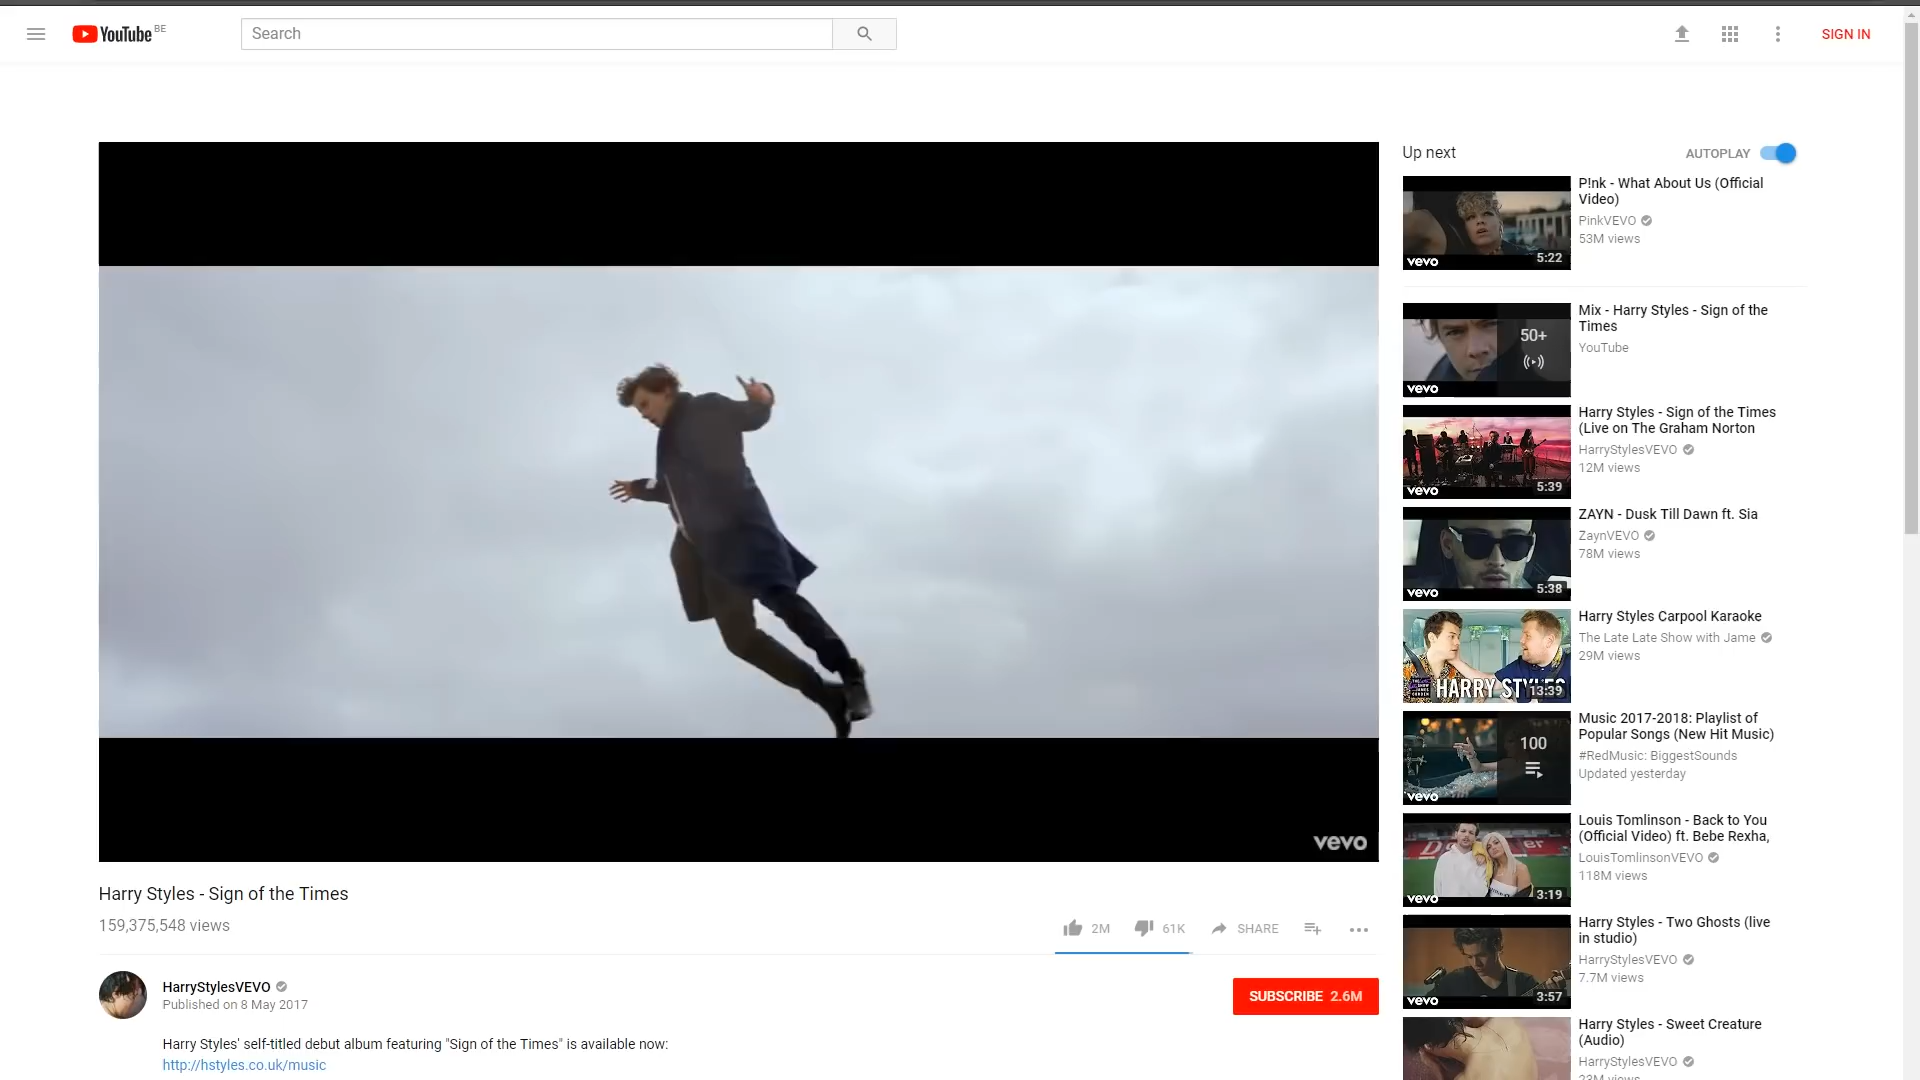 YouTube BE
Search
SIGN IN
Up next
AUTOPLAY
P!nk - What About Us (Official
Video)
PinkVEVO
53M views
vevo
5:22
Mix - Harry Styles - Sign of the
Times
YouTube
50+
vevo
Harry Styles - Sign of the Times
(Live on The Graham Norton
HarryStylesVEVO
12M views
vevo
5:39
ZAYN - Dusk Till Dawn ft. Sia
ZaynVEVO
78M views
vevo
5:38
Harry Styles Carpool Karaoke
The Late Late Show with Jame
29M views
HARRY STYLES
13:39
Music 2017-2018: Playlist of
Popular Songs (New Hit Music)
#RedMusic: BiggestSounds
Updated yesterday
100
vevo
Louis Tomlinson - Back to You
(Official Video) ft. Bebe Rexha,
LouisTomlinsonVEVO
118M views
vevo
3:19
Harry Styles - Two Ghosts (live
in studio)
HarryStylesVEVO
7.7M views
vevo
3:57
Harry Styles - Sweet Creature
(Audio)
HarryStylesVEVO
23M views
vevo
Harry Styles - Sign of the Times
159,375,548 views
2M
61K
SHARE
HarryStylesVEVO
Published on 8 May 2017
SUBSCRIBE 2.6M
Harry Styles' self-titled debut album featuring "Sign of the Times" is available now:
http://hstyles.co.uk/music